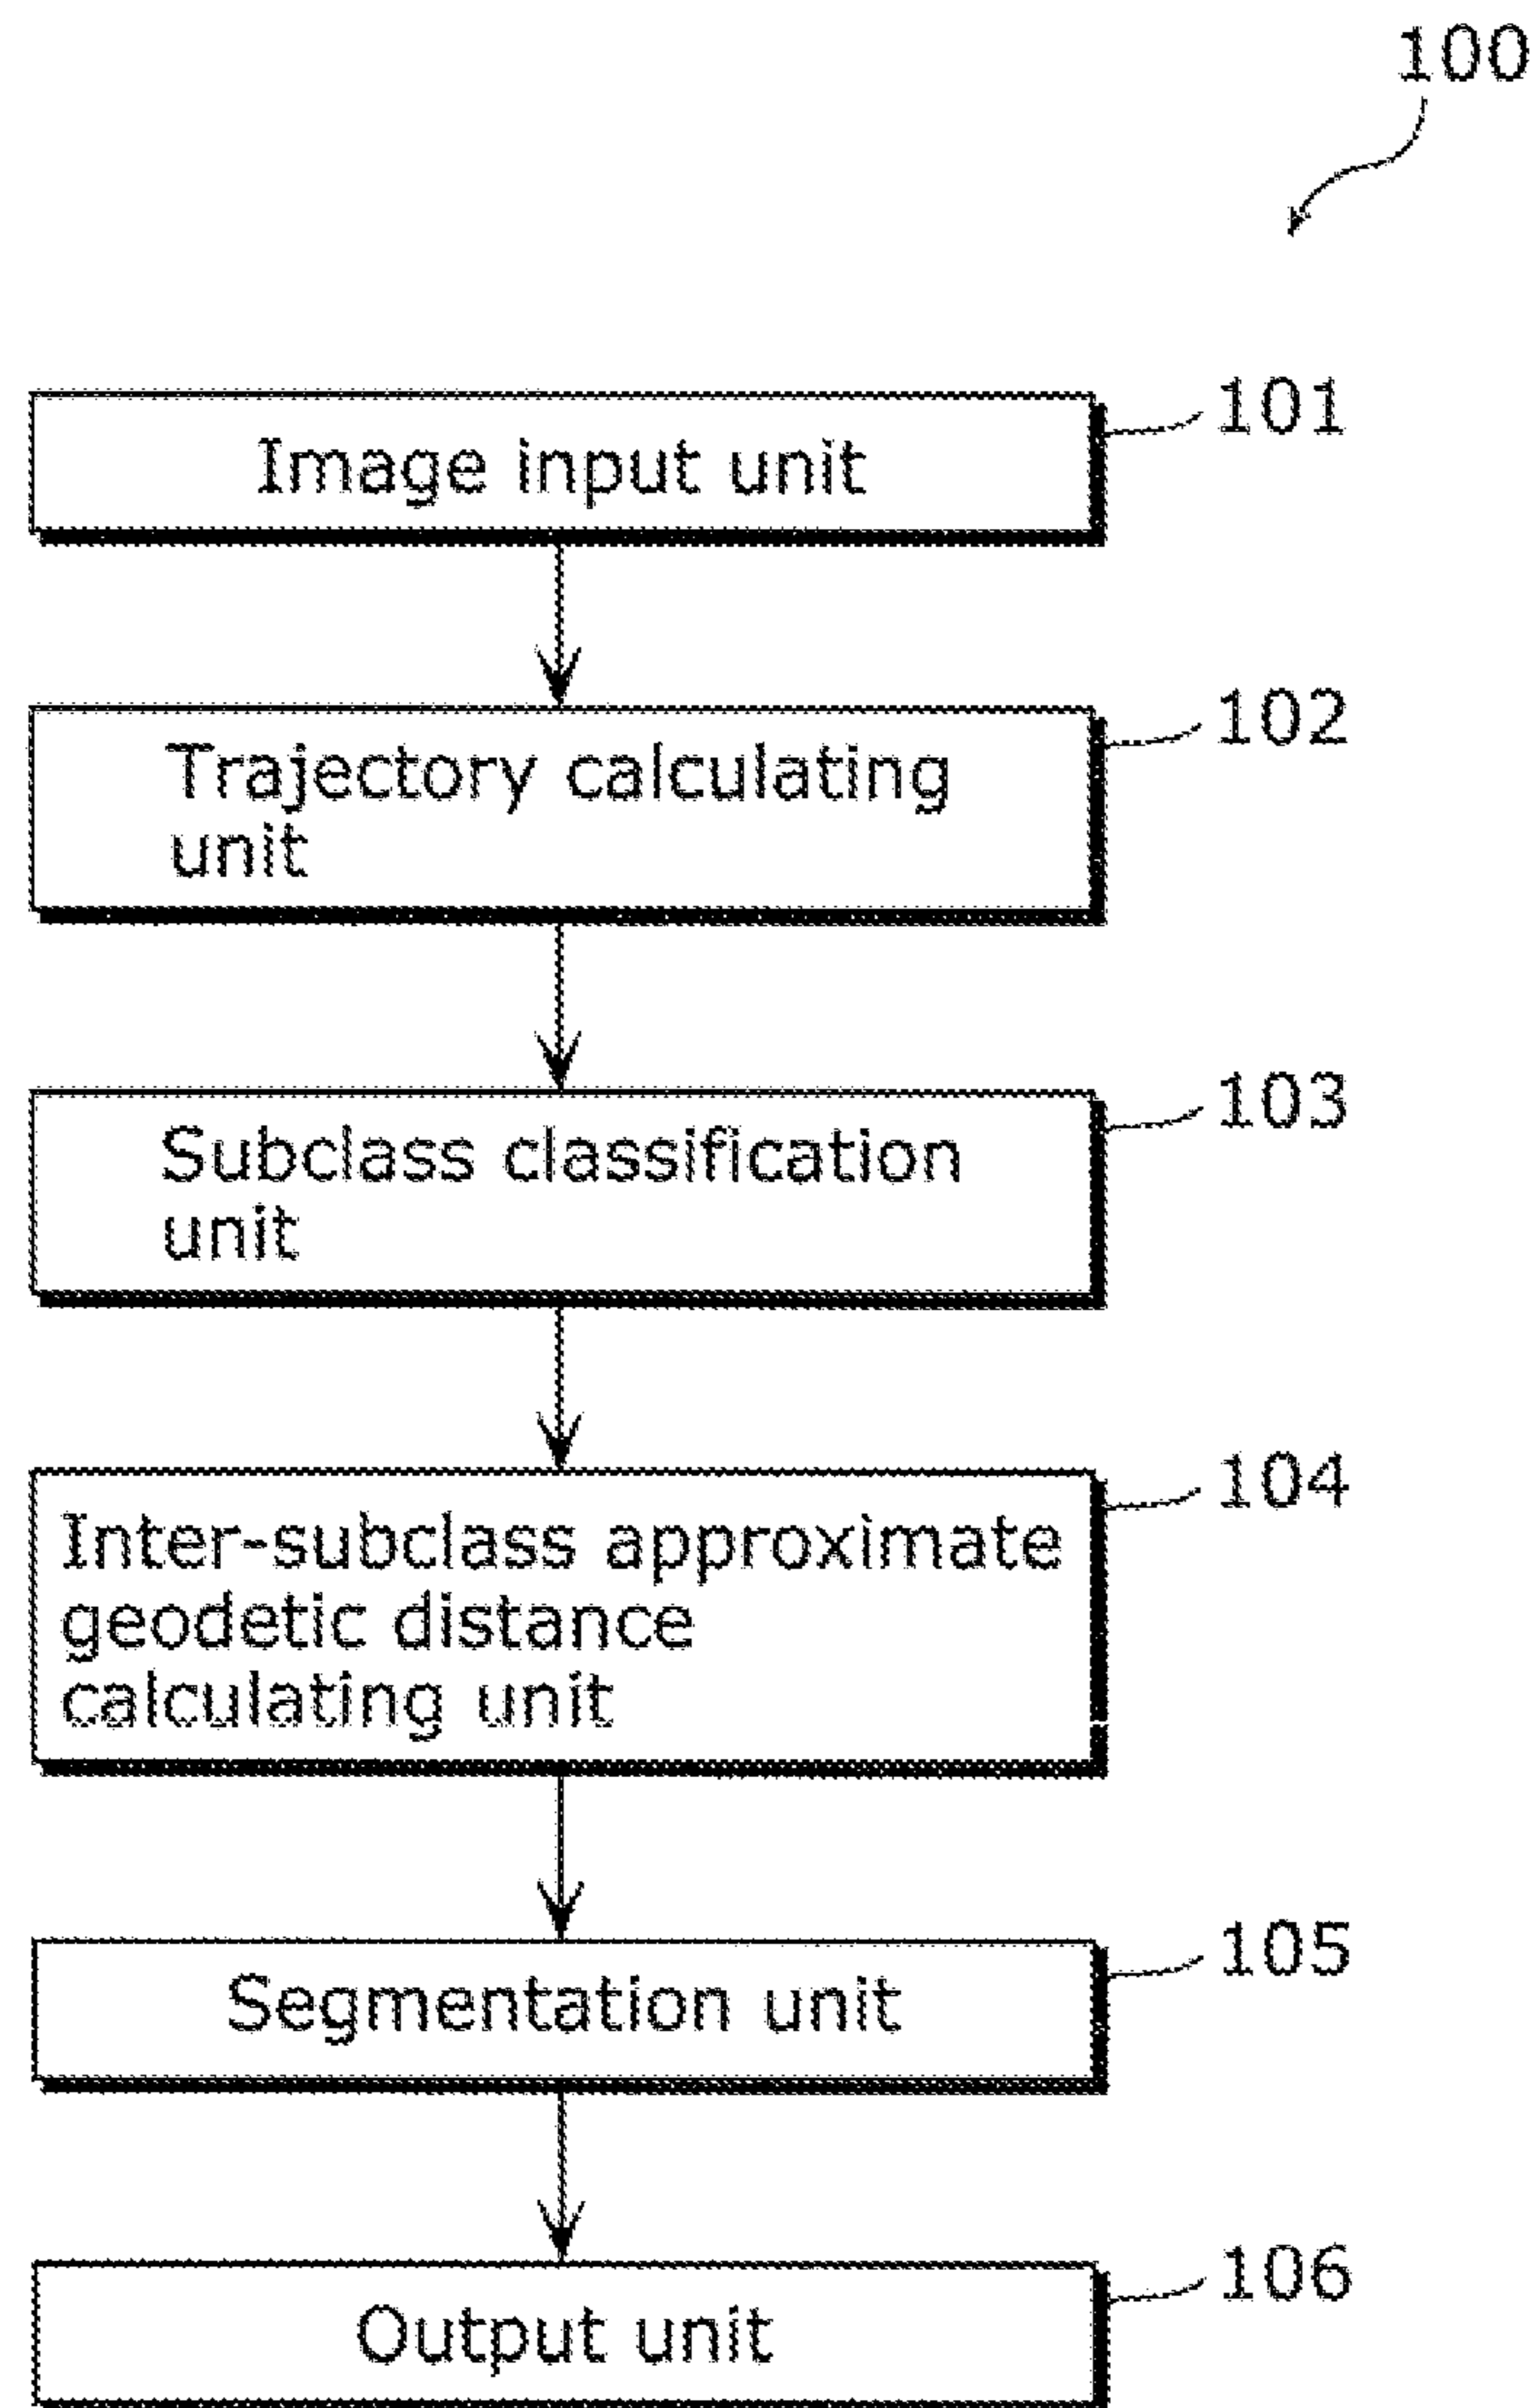 100
Image input unit
101
Trajectory calculating
unit
102
Subclass classification
unit
103
Inter-subclass approximate
geodetic distance
calculating unit
104
Segmentation unit
105
Output unit
106